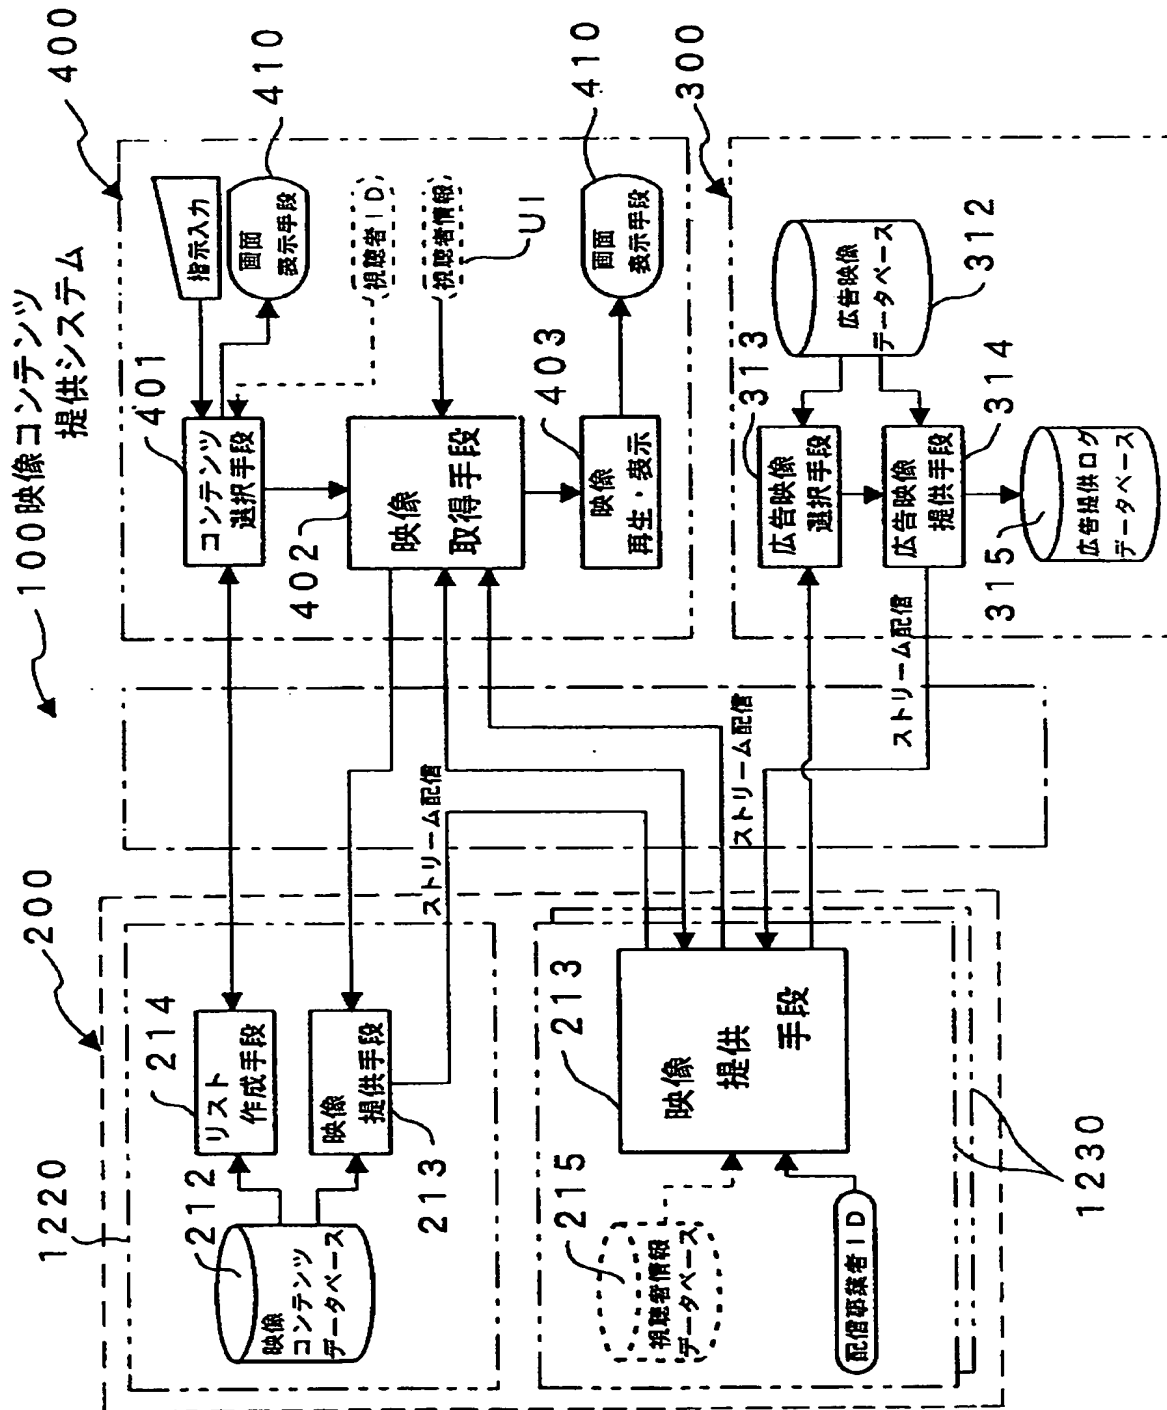 100映像コンテンツ
提供システム
400
401
指示入力
画面
表示手段
410
コンテンツ
選択手段
視聴者ID
視聴者情報
UI
402
映像
取得手段
403
映像
再生・表示
画面
表示手段
410
300
広告映像
データベース
312
313
広告映像
選択手段
広告映像
提供手段
314
315
広告提供ログ
データベース
ストリーム配信
ストリーム配信
ストリーム配信
200
1220
214
リスト
作成手段
212
映像
コンテンツ
データベース
映像
提供手段
213
213
映像
提供
手段
215
視聴者情報
データベース
配信事業者ID
1230